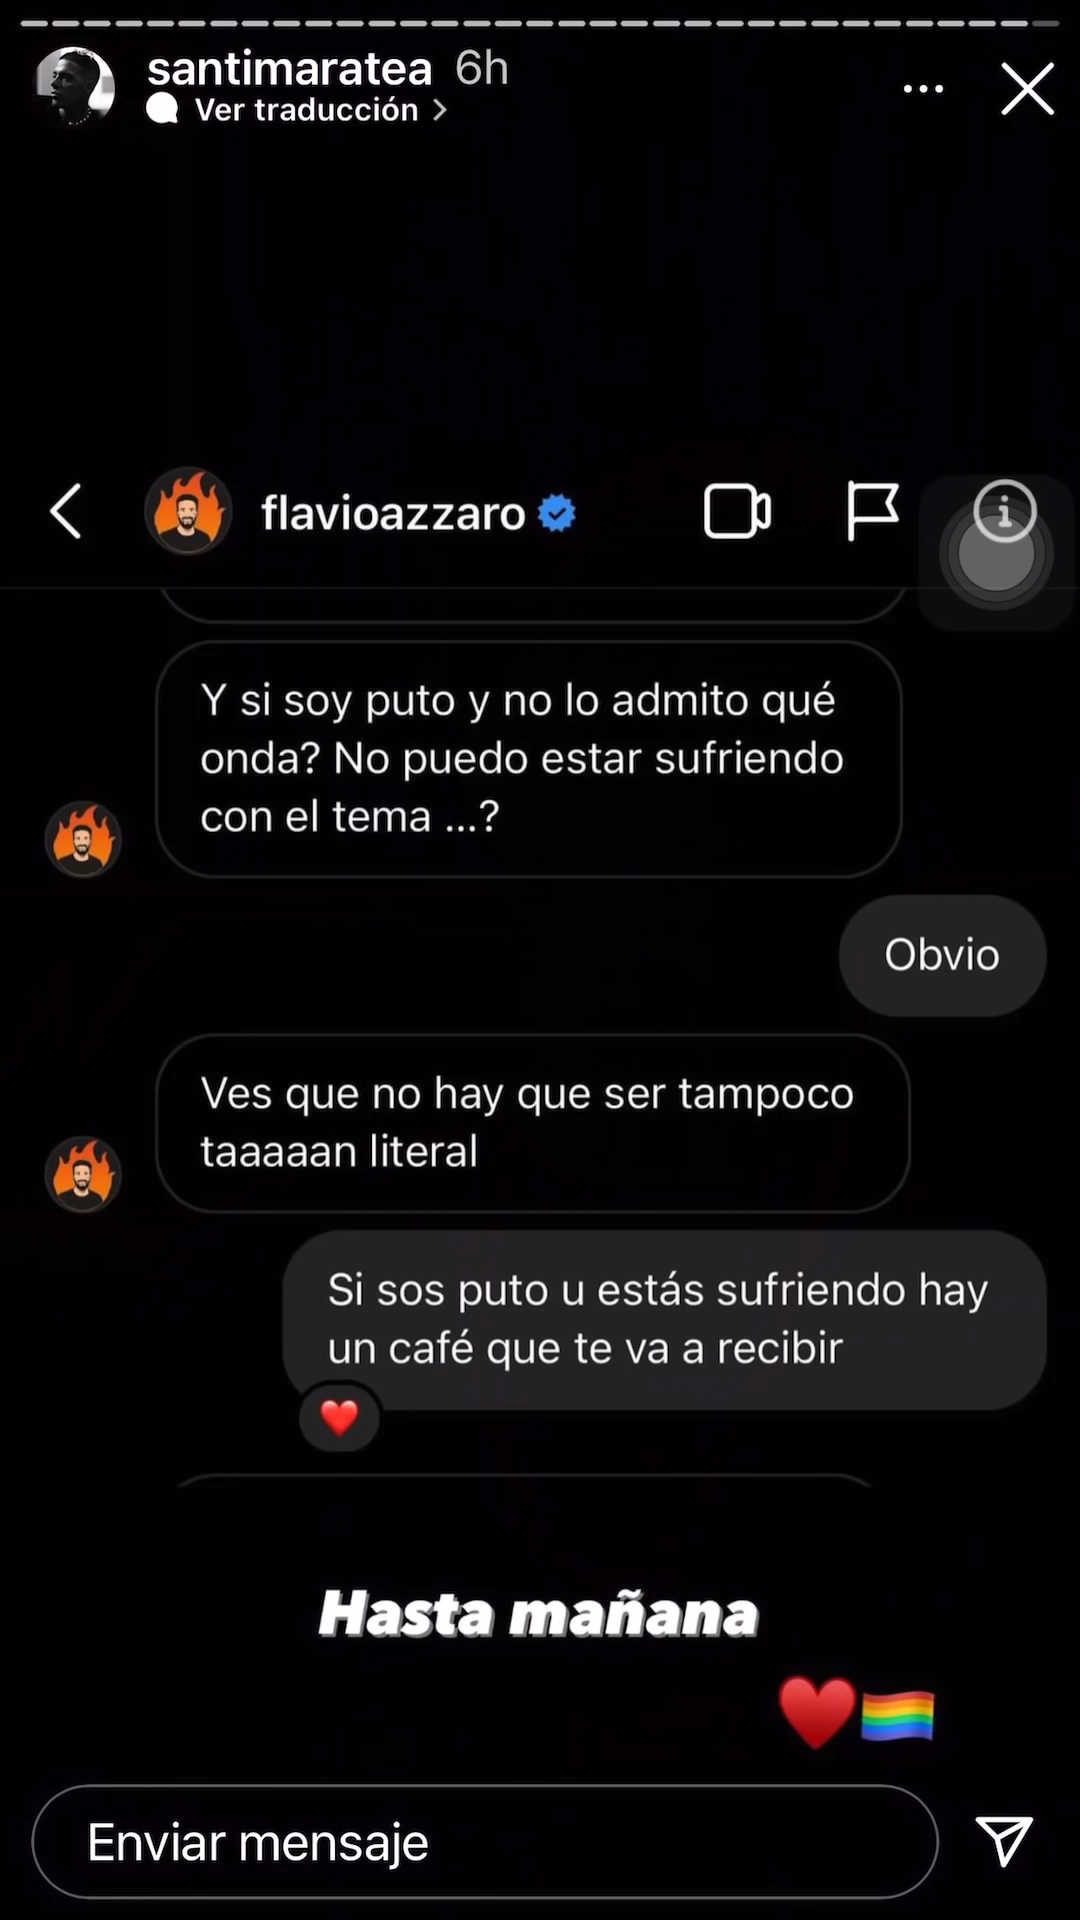 santimaratea 6h
Ver traducción >
flavioazzaro
Y si soy puto y no lo admito qué
onda? No puedo estar sufriendo
con el tema ...?
Obvio
Ves que no hay que ser tampoco
taaaaan literal
Si sos puto u estás sufriendo hay
un café que te va a recibir
Hasta mañana
Enviar mensaje